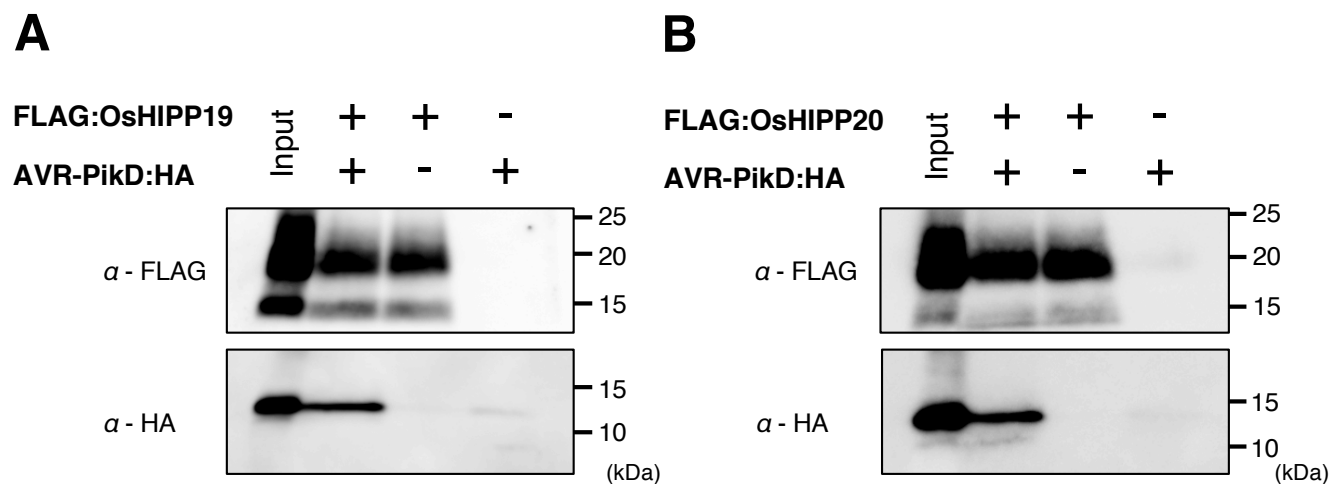 A
FLAG:OsHIPP19
Input
+ + -
AVR-PikD:HA
+ - +
25
20
15
α - FLAG
15
10
α - HA
(kDa)
B
FLAG:OsHIPP20
Input
+ + -
AVR-PikD:HA
+ - +
25
20
15
α - FLAG
15
10
α - HA
(kDa)